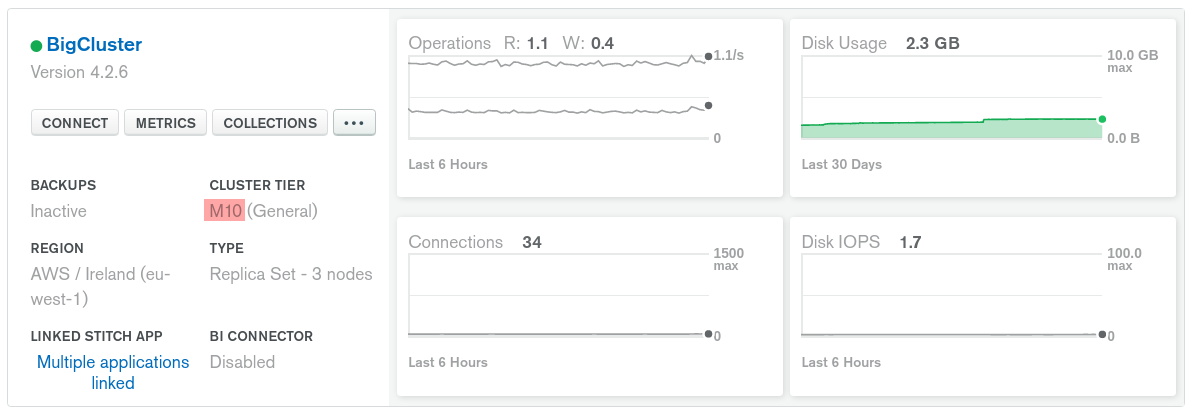 BigCluster
Version 4.2.6
CONNECT
METRICS
COLLECTIONS
•••
BACKUPS
Inactive
CLUSTER TIER
M10 (General)
REGION
AWS / Ireland (eu-
west-1)
TYPE
Replica Set - 3 nodes
LINKED STITCH APP
Multiple applications
linked
BI CONNECTOR
Disabled
Operations R: 1.1 W: 0.4
1.1/s
0
Last 6 Hours
Disk Usage 2.3 GB
10.0 GB
max
0.0 B
Last 30 Days
Connections 34
1500
max
0
Last 6 Hours
Disk IOPS 1.7
100.0
max
0
Last 6 Hours